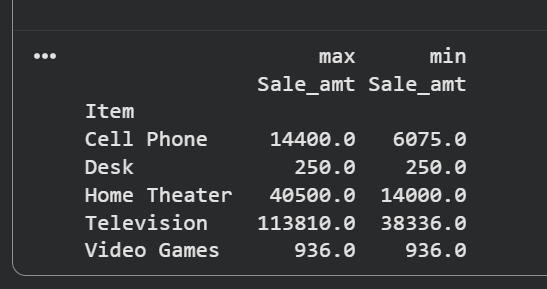 max min
Sale_amt Sale_amt
Item
Cell Phone 14400.0 6075.0
Desk 250.0 250.0
Home Theater 40500.0 14000.0
Television 113810.0 38336.0
Video Games 936.0 936.0